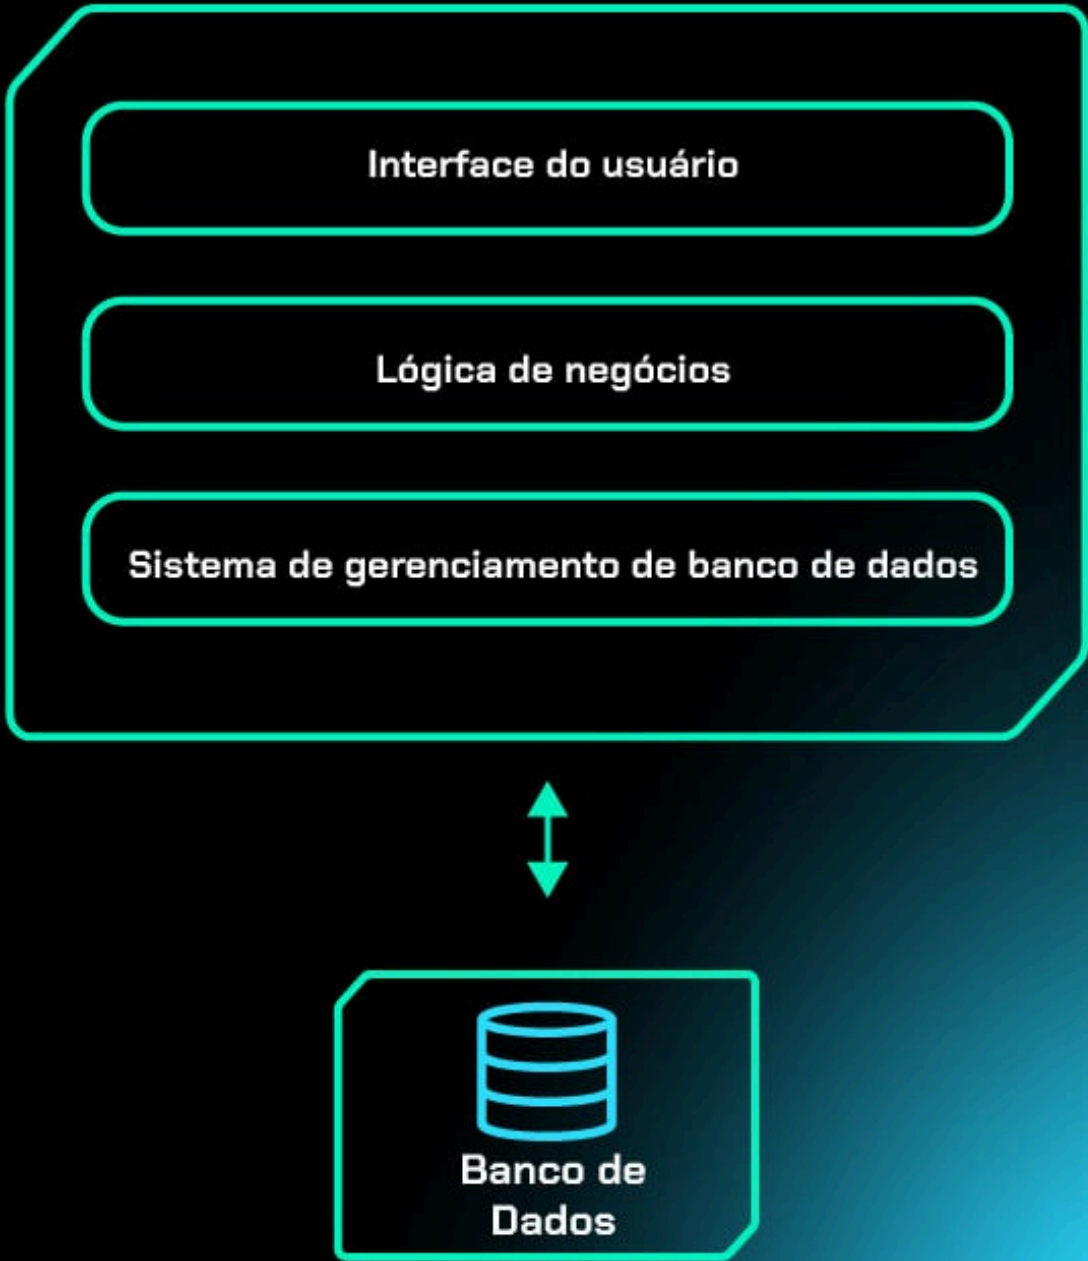 Interface do usuário
Lógica de negócios
Sistema de gerenciamento de banco de dados
Banco de
Dados